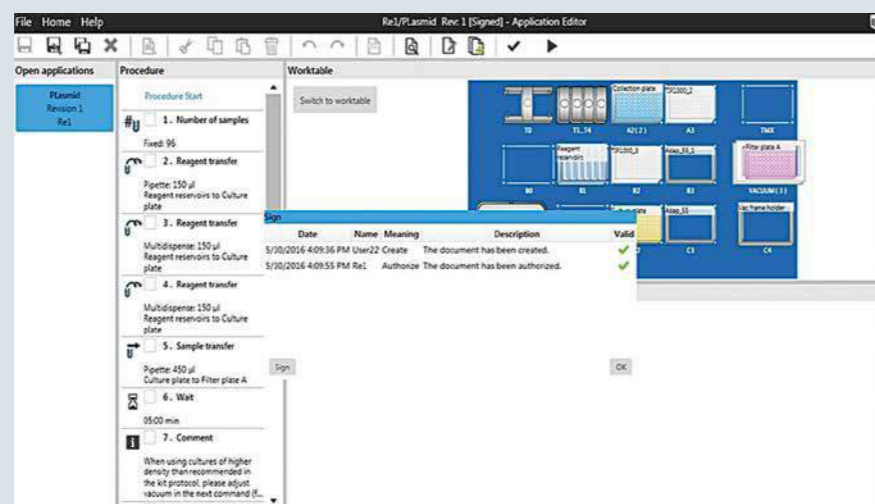 File Home Help
Re1/PLasmid Rev: 1 [Signed] - Application Editor
Open applications
Procedure
Worktable
PLasmid
Revision 1
Re1
Procedure Start
1. Number of samples
Fixed: 96
2. Reagent transfer
Pipette: 150 µl
Reagent reservoirs to Culture
plate
3. Reagent transfer
Multidispense: 150 µl
Reagent reservoirs to Culture
plate
4. Reagent transfer
Multidispense: 150 µl
Reagent reservoirs to Culture
plate
5. Sample transfer
Pipette: 450 µl
Culture plate to Filter plate A
6. Wait
05:00 min
7. Comment
When using cultures of higher
density than recommended in
the kit protocol, please adjust
vacuum in the next command (f...
Switch to worktable
Collection plate
TIP1000_2
T0
T1..T4
A2(2)
A3
TMX
Reagent
reservoirs
TIP1000_3
Adap_SS_1
Filter plate A
B0
B1
B2
B3
VACUUM(3)
plate
Adap_SS
Vac frame holder
C3
C4
Sign
Date Name Meaning Description Valid
5/30/2016 4:09:36 PM User22 Create The document has been created.
5/30/2016 4:09:55 PM Re1 Authorize The document has been authorized.
Sign
OK